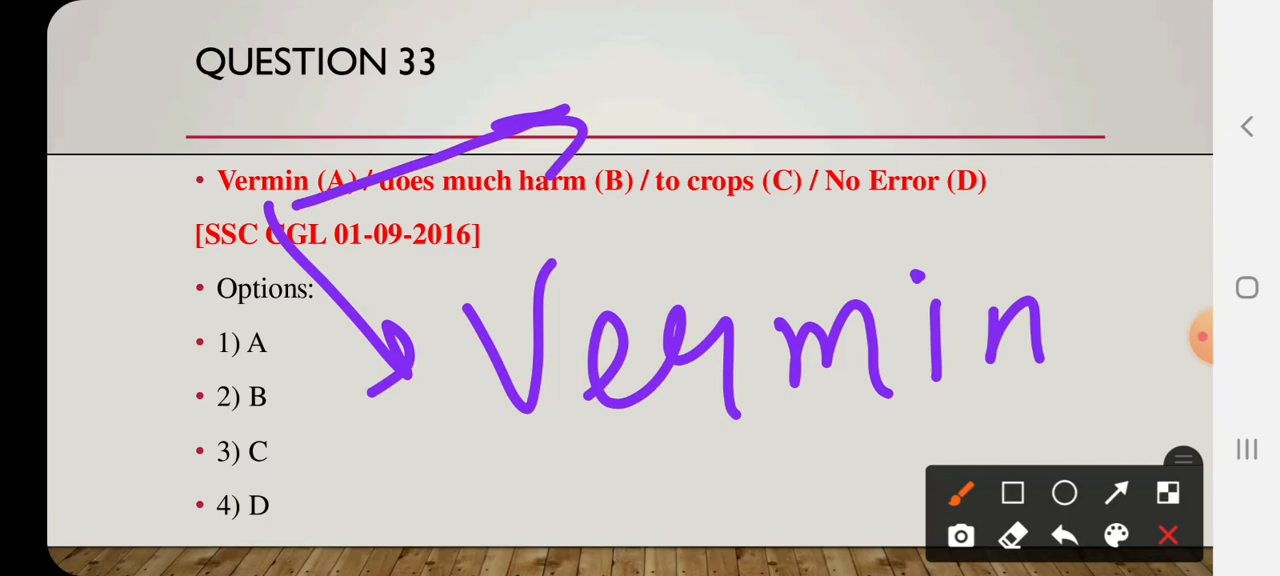 QUESTION 33
• Vermin (A) / does much harm (B) / to crops (C) / No Error (D)
[SSC CGL 01-09-2016]
• Options:
• 1) A
• 2) B
• 3) C
• 4) D
Vermin